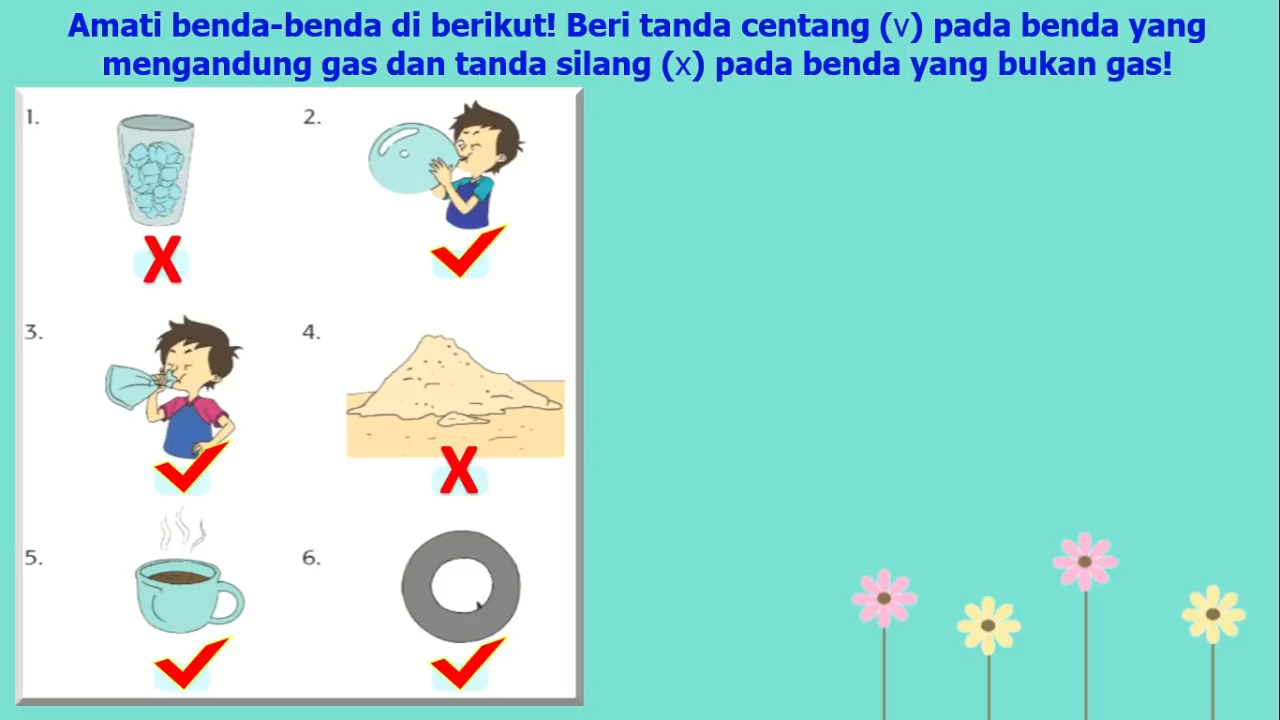 Amati benda-benda di berikut! Beri tanda centang (v) pada benda yang
mengandung gas dan tanda silang (x) pada benda yang bukan gas!
1.
2.
X
3.
4.
X
5.
6.